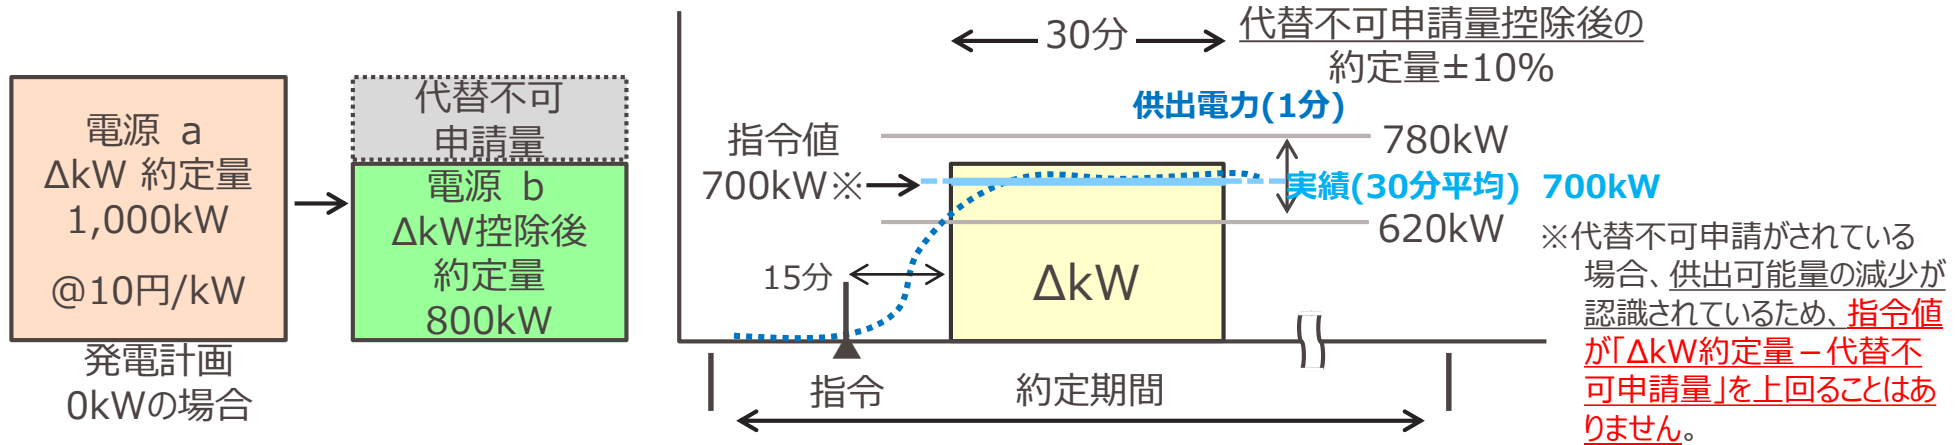 電源 a
ΔkW 約定量
1,000kW
@10円/kW
発電計画
0kWの場合
代替不可
申請量
電源 b
ΔkW控除後
約定量
800kW
30分
代替不可申請量控除後の
約定量±10%
供出電力(1分)
指令値
700kW※
780kW
実績(30分平均) 700kW
620kW
15分
ΔkW
指令
約定期間
※代替不可申請がされている
場合、供出可能量の減少が
認識されているため、指令値
が「ΔkW約定量－代替不
可申請量」を上回ることはあ
りません。